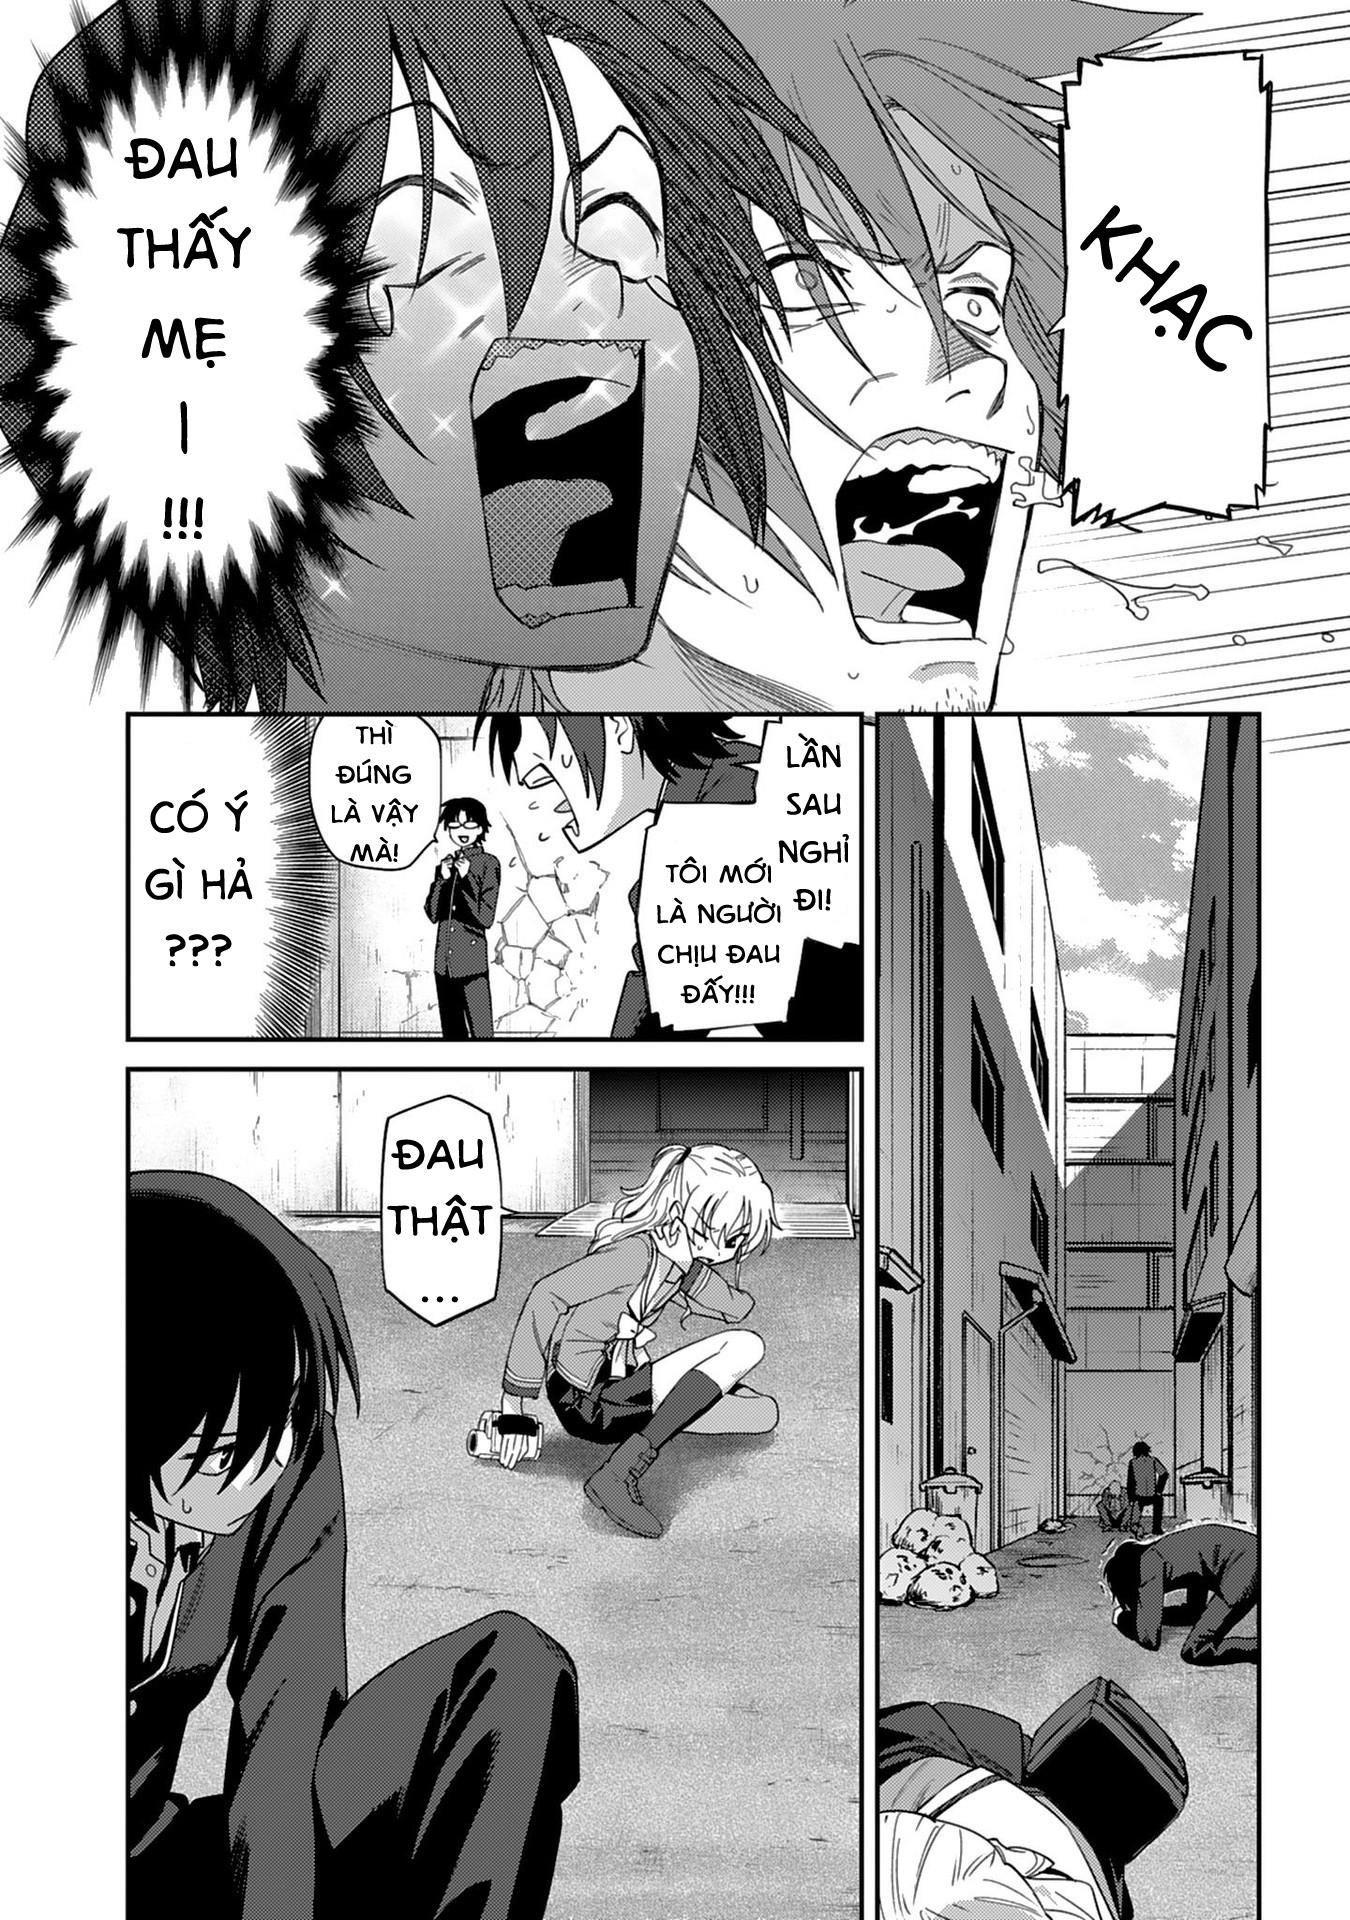 KHẠC
ĐAU
THẤY
MẸ
I
!!!
LẦN
SAU
NGHỈ
ĐI!
TÔI MỚI
LÀ NGƯỜI
CHỊU ĐAU
ĐẤY!!!
THÌ
ĐÚNG
LÀ VẬY
MÀ!
CÓ Ý
GÌ HẢ
???
ĐAU
THẬT
...